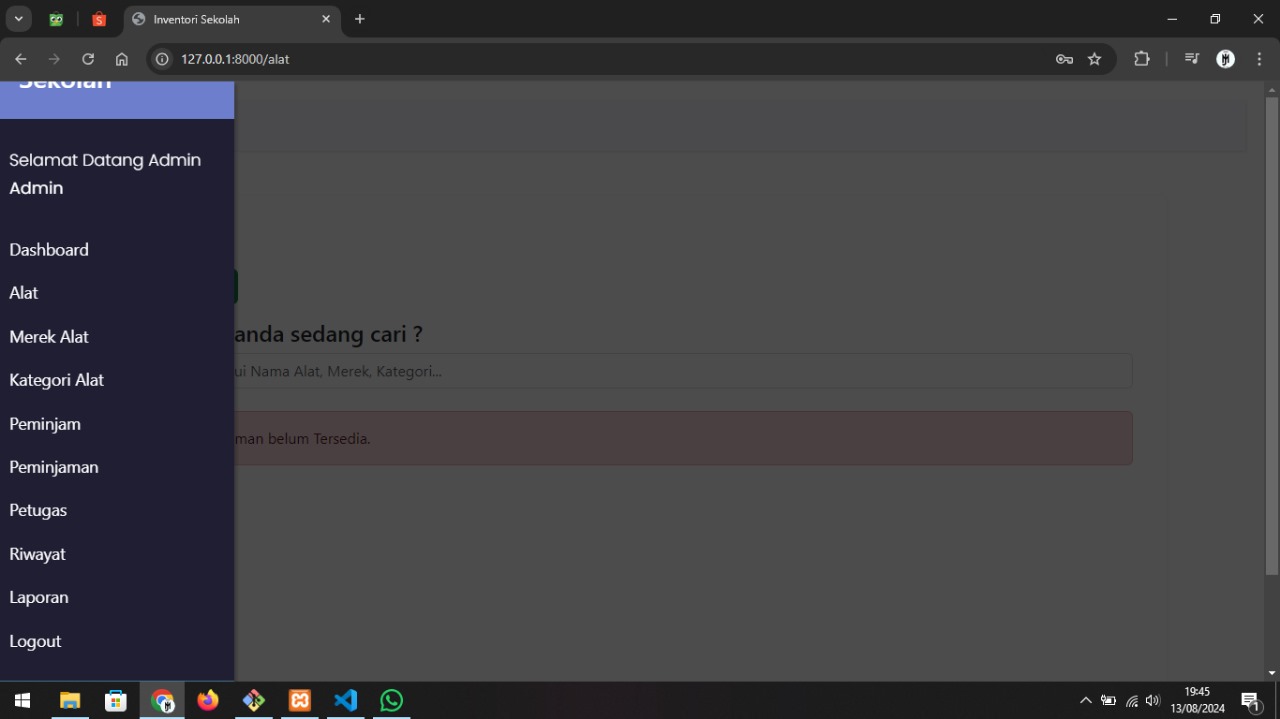 Inventori Sekolah
127.0.0.1:8000/alat
Sekolah
Selamat Datang Admin
Admin
Dashboard
Alat
Merek Alat
Kategori Alat
Peminjam
Peminjaman
Petugas
Riwayat
Laporan
Logout
anda sedang cari ?
ui Nama Alat, Merek, Kategori...
man belum Tersedia.
19:45
13/08/2024
1